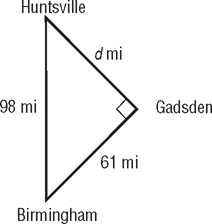 Huntsville
d mi
98 mi
Gadsden
61 mi
Birmingham